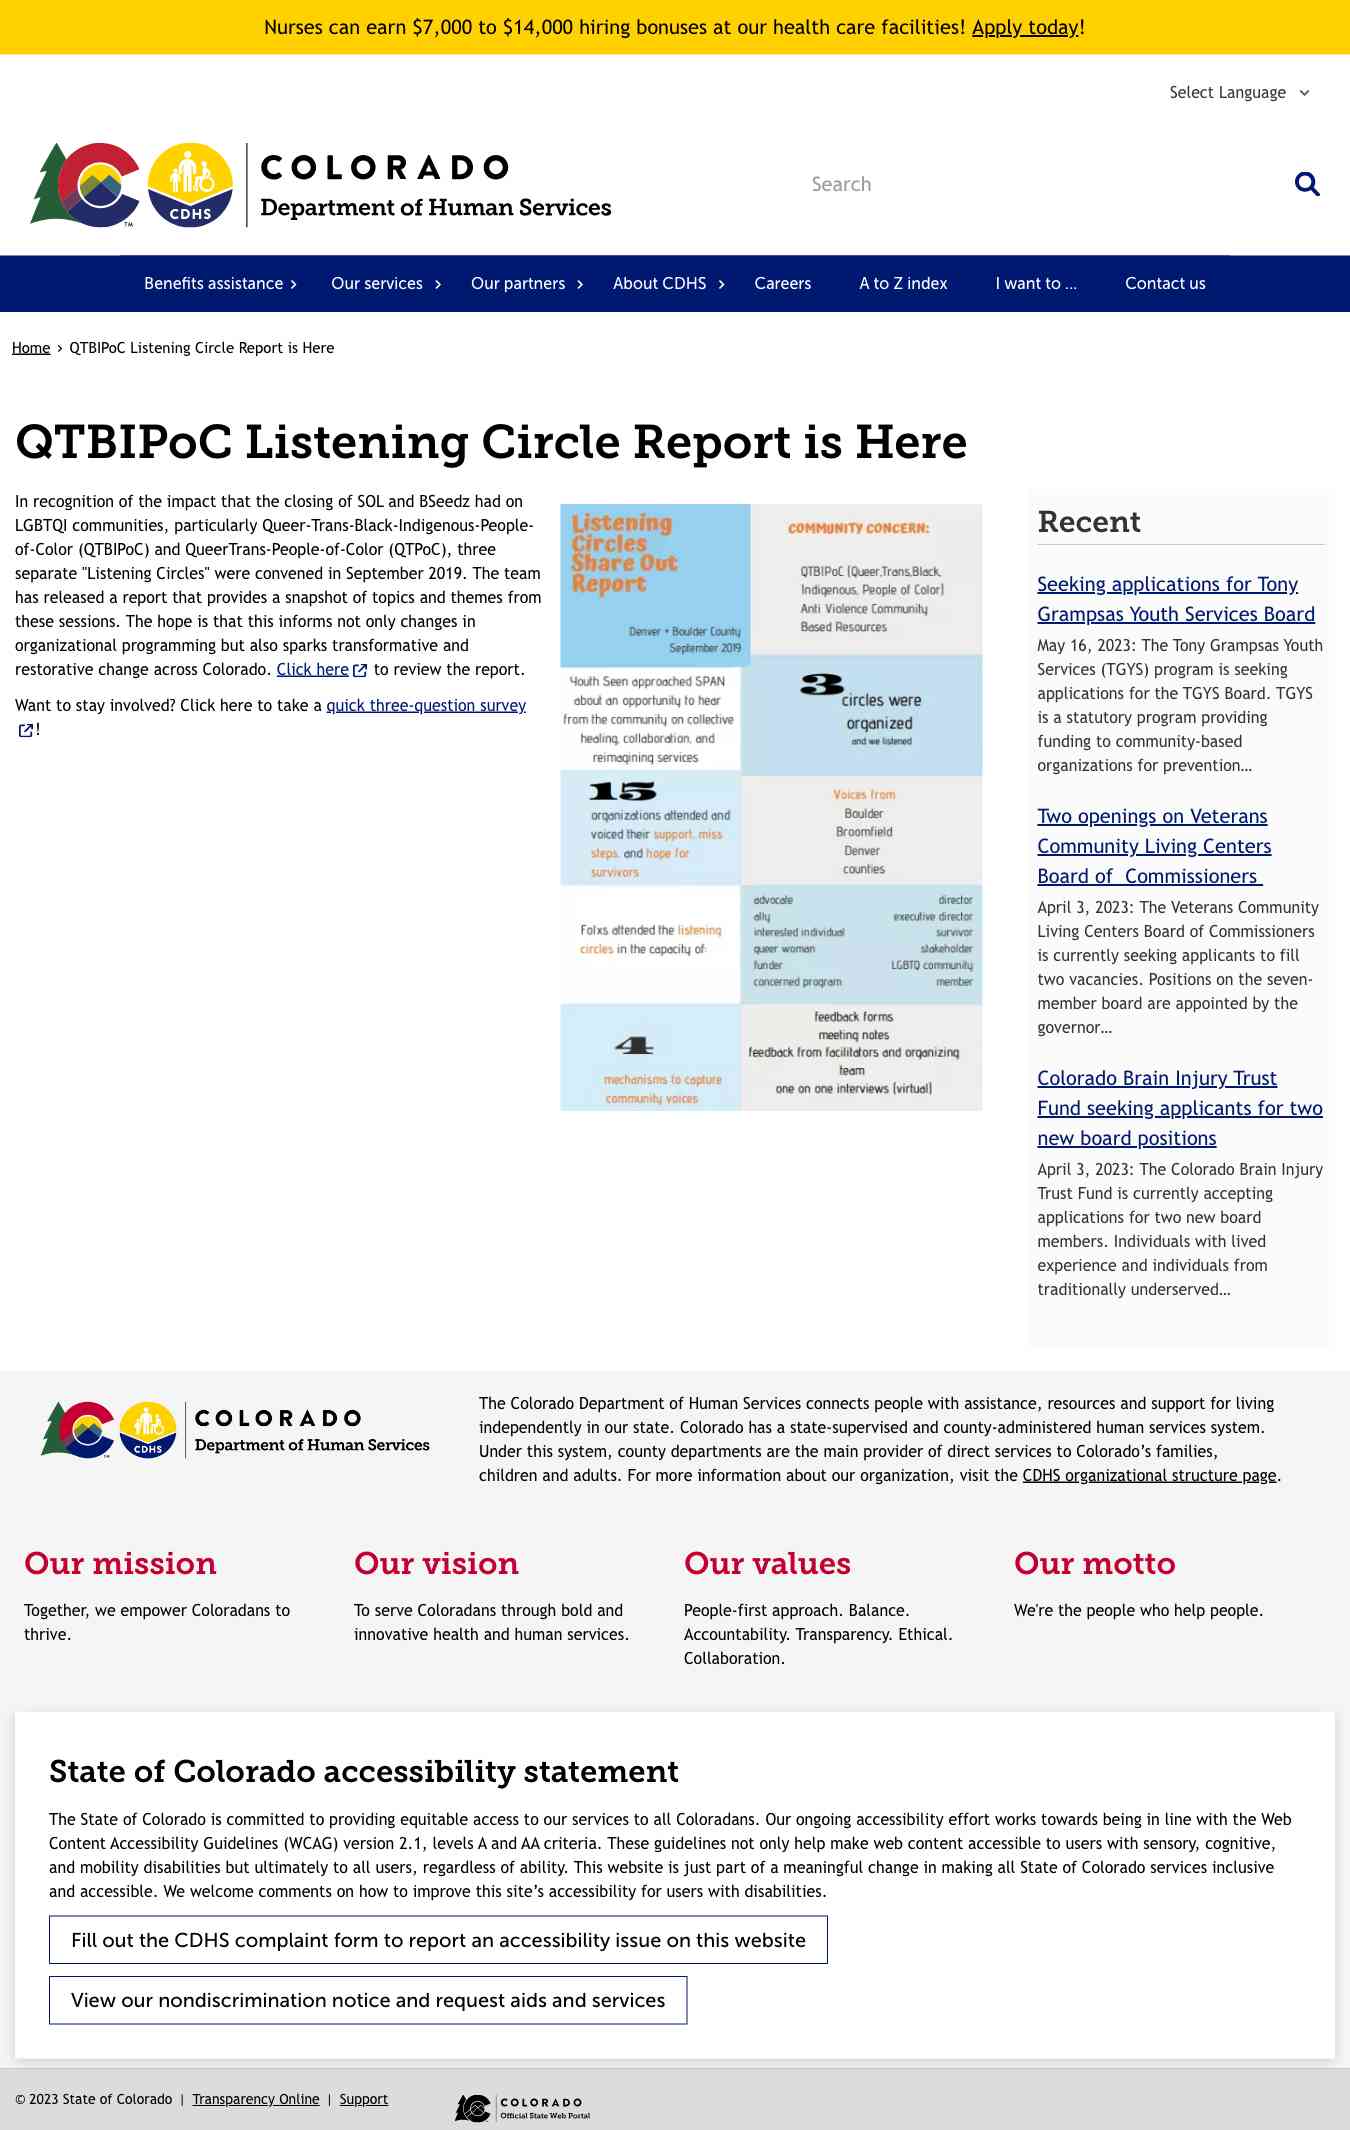 Nurses can earn $7,000 to $14,000 hiring bonuses at our health care facilities! Apply today!
Select Language
COLORADO
CDHS
TM
Department of Human Services
Search
Benefits assistance
Our services
Our partners
About CDHS
Careers
A to Z index
I want to ...
Contact us
Home › QTBIPoC Listening Circle Report is Here
QTBIPoC Listening Circle Report is Here
In recognition of the impact that the closing of SOL and BSeedz had on
LGBTQI communities, particularly Queer-Trans-Black-Indigenous-People-
of-Color (QTBIPoC) and QueerTrans-People-of-Color (QTPoC), three
separate "Listening Circles" were convened in September 2019. The team
has released a report that provides a snapshot of topics and themes from
these sessions. The hope is that this informs not only changes in
organizational programming but also sparks transformative and
restorative change across Colorado. Click here to review the report.
Want to stay involved? Click here to take a quick three-question survey
!
Listening
Circles
Share Out
Report
Denver + Boulder County
September 2019
COMMUNITY CONCERN:
QTBIPoC (Queer,Trans,Black,
Indigenous, People of Color)
Anti Violence Community
Based Resources
Youth Seen approached SPAN
about an opportunity to hear
from the community on collective
healing, collaboration, and
reimagining services
3 circles were
organized
and we listened
15
organizations attended and
voiced their support, miss
steps, and hope for
survivors
Voices from
Boulder
Broomfield
Denver
counties
Folxs attended the listening
circles in the capacity of:
advocate
ally
interested individual
queer woman
funder
concerned program
director
executive director
survivor
stakeholder
LGBTQ community
member
4
mechanisms to capture
community voices
feedback forms
meeting notes
feedback from facilitators and organizing
team
one on one interviews (virtual)
Recent
Seeking applications for Tony
Grampsas Youth Services Board
May 16, 2023: The Tony Grampsas Youth
Services (TGYS) program is seeking
applications for the TGYS Board. TGYS
is a statutory program providing
funding to community-based
organizations for prevention…
Two openings on Veterans
Community Living Centers
Board of  Commissioners
April 3, 2023: The Veterans Community
Living Centers Board of Commissioners
is currently seeking applicants to fill
two vacancies. Positions on the seven-
member board are appointed by the
governor…
Colorado Brain Injury Trust
Fund seeking applicants for two
new board positions
April 3, 2023: The Colorado Brain Injury
Trust Fund is currently accepting
applications for two new board
members. Individuals with lived
experience and individuals from
traditionally underserved…
COLORADO
CDHS
TM
Department of Human Services
The Colorado Department of Human Services connects people with assistance, resources and support for living
independently in our state. Colorado has a state-supervised and county-administered human services system.
Under this system, county departments are the main provider of direct services to Colorado’s families,
children and adults. For more information about our organization, visit the CDHS organizational structure page.
Our mission
Together, we empower Coloradans to
thrive.
Our vision
To serve Coloradans through bold and
innovative health and human services.
Our values
People-first approach. Balance.
Accountability. Transparency. Ethical.
Collaboration.
Our motto
We're the people who help people.
State of Colorado accessibility statement
The State of Colorado is committed to providing equitable access to our services to all Coloradans. Our ongoing accessibility effort works towards being in line with the Web
Content Accessibility Guidelines (WCAG) version 2.1, levels A and AA criteria. These guidelines not only help make web content accessible to users with sensory, cognitive,
and mobility disabilities but ultimately to all users, regardless of ability. This website is just part of a meaningful change in making all State of Colorado services inclusive
and accessible. We welcome comments on how to improve this site’s accessibility for users with disabilities.
Fill out the CDHS complaint form to report an accessibility issue on this website
View our nondiscrimination notice and request aids and services
© 2023 State of Colorado | Transparency Online | Support
COLORADO
Official State Web Portal